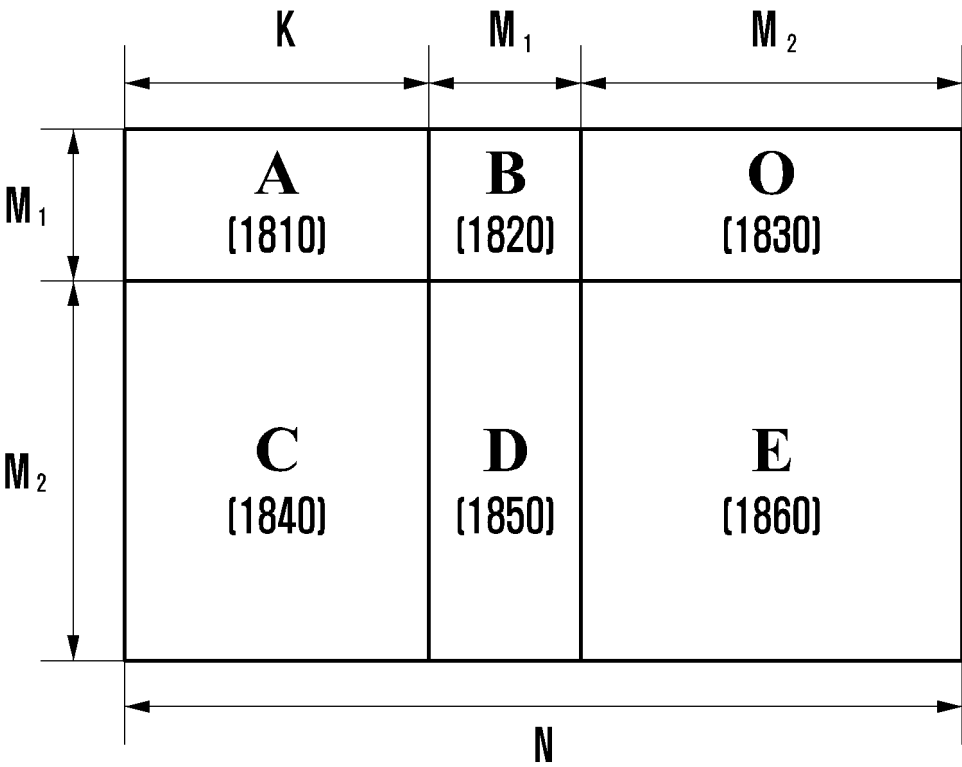 K M₁ M₂
M₁
A B O
(1810) (1820) (1830)
M₂
C D E
(1840) (1850) (1860)
N